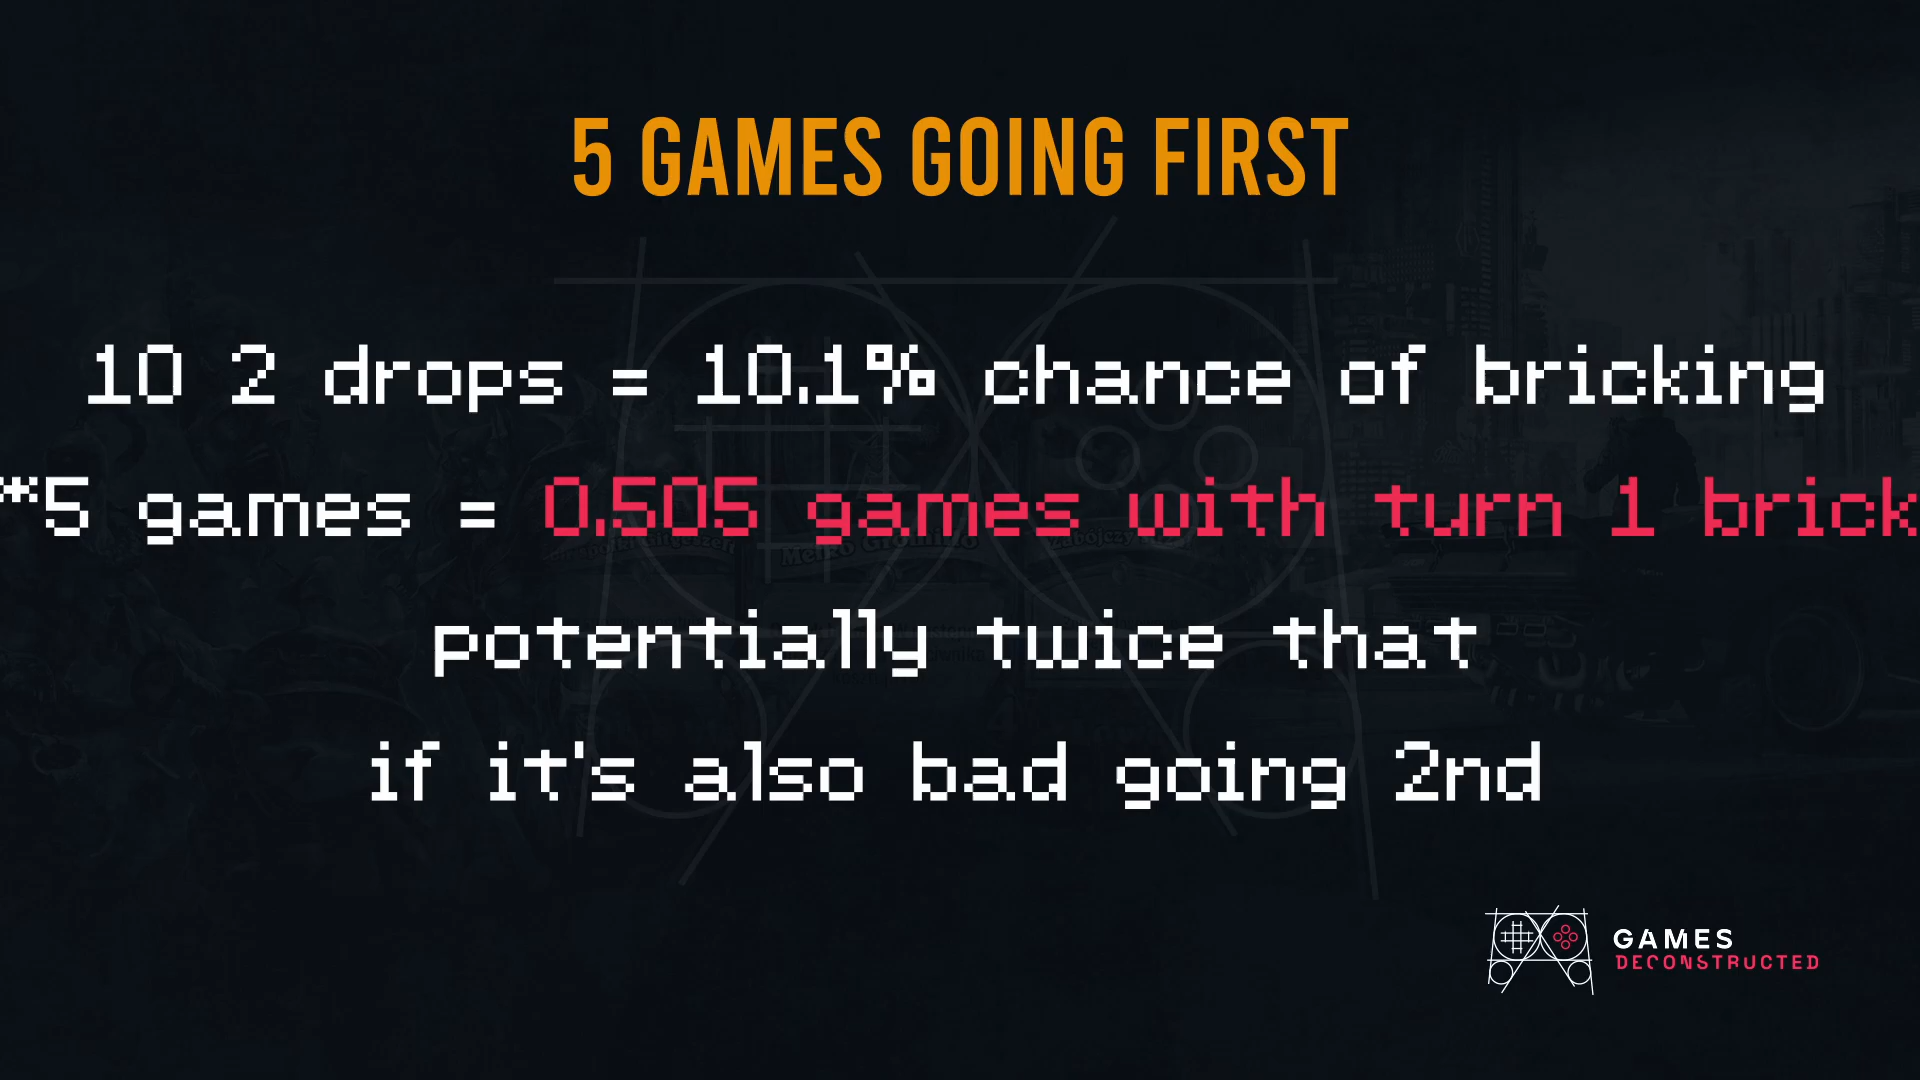 5 GAMES GOING FIRST
10 2 drops = 10.1% chance of bricking
*5 games = 0.505 games with turn 1 brick
potentially twice that
if it's also bad going 2nd
GAMES
DECONSTRUCTED